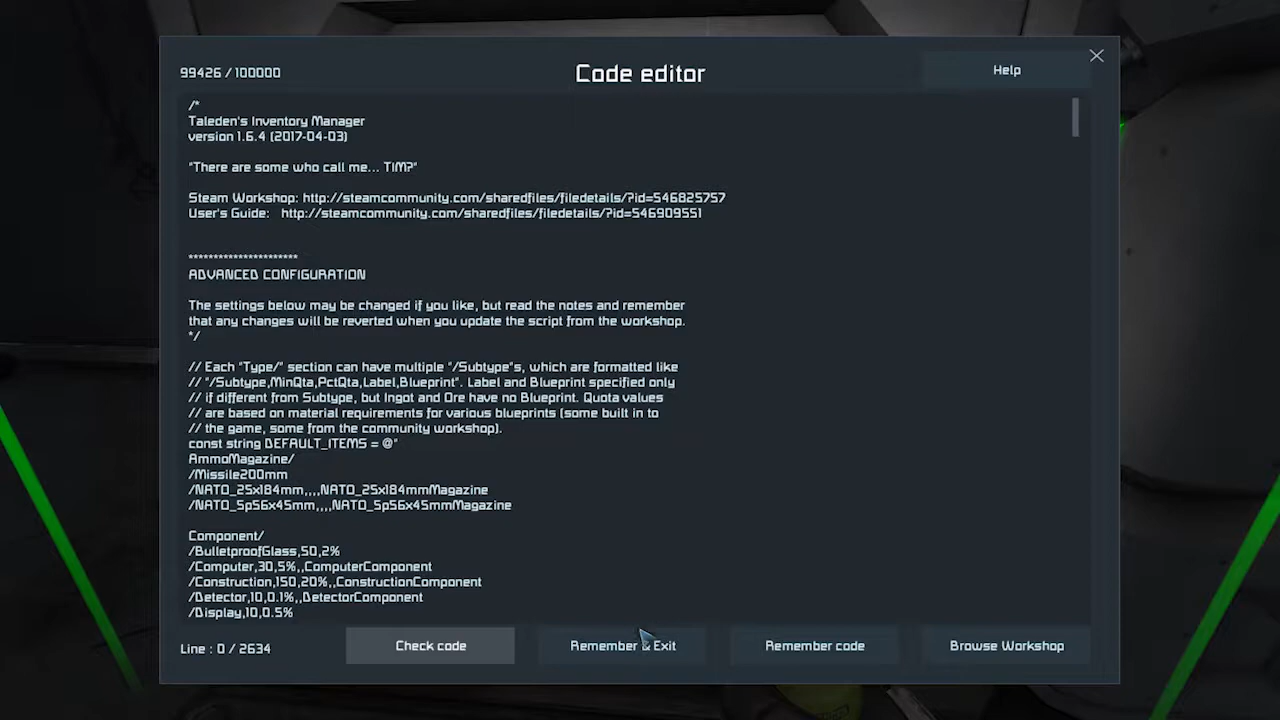 99426 / 100000
Code editor
Help
/*
Taleden's Inventory Manager
version 1.6.4 (2017-04-03)
"There are some who call me... TIM?"
Steam Workshop: http://steamcommunity.com/sharedfiles/filedetails/?id=546825757
User's Guide: http://steamcommunity.com/sharedfiles/filedetails/?id=546909551
**********************
ADVANCED CONFIGURATION
The settings below may be changed if you like, but read the notes and remember
that any changes will be reverted when you update the script from the workshop.
*/
// Each "Type/" section can have multiple "/Subtype"s, which are formatted like
// "/Subtype,MinQta,PctQta,Label,Blueprint". Label and Blueprint specified only
// if different from Subtype, but Ingot and Ore have no Blueprint. Quota values
// are based on material requirements for various blueprints (some built in to
// the game, some from the community workshop).
const string DEFAULT_ITEMS = @"
AmmoMagazine/
/Missile200mm
/NATO_25x184mm,,,,NATO_25x184mmMagazine
/NATO_5p56x45mm,,,,NATO_5p56x45mmMagazine
Component/
/BulletproofGlass,50,2%
/Computer,30,5%,,ComputerComponent
/Construction,150,20%,,ConstructionComponent
/Detector,10,0.1%,,DetectorComponent
/Display,10,0.5%
Line : 0 / 2634
Check code
Remember & Exit
Remember code
Browse Workshop